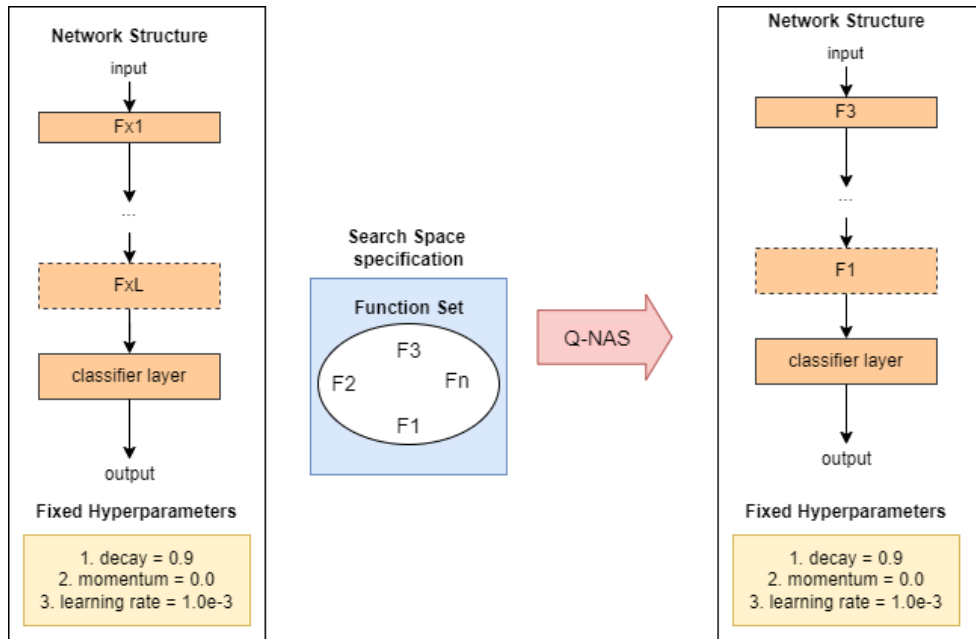 Network Structure
input
Fx1
...
FxL
classifier layer
output
Fixed Hyperparameters
1. decay = 0.9
2. momentum = 0.0
3. learning rate = 1.0e-3
Search Space
specification
Function Set
F3
F2
Fn
F1
Q-NAS
Network Structure
input
F3
...
F1
classifier layer
output
Fixed Hyperparameters
1. decay = 0.9
2. momentum = 0.0
3. learning rate = 1.0e-3